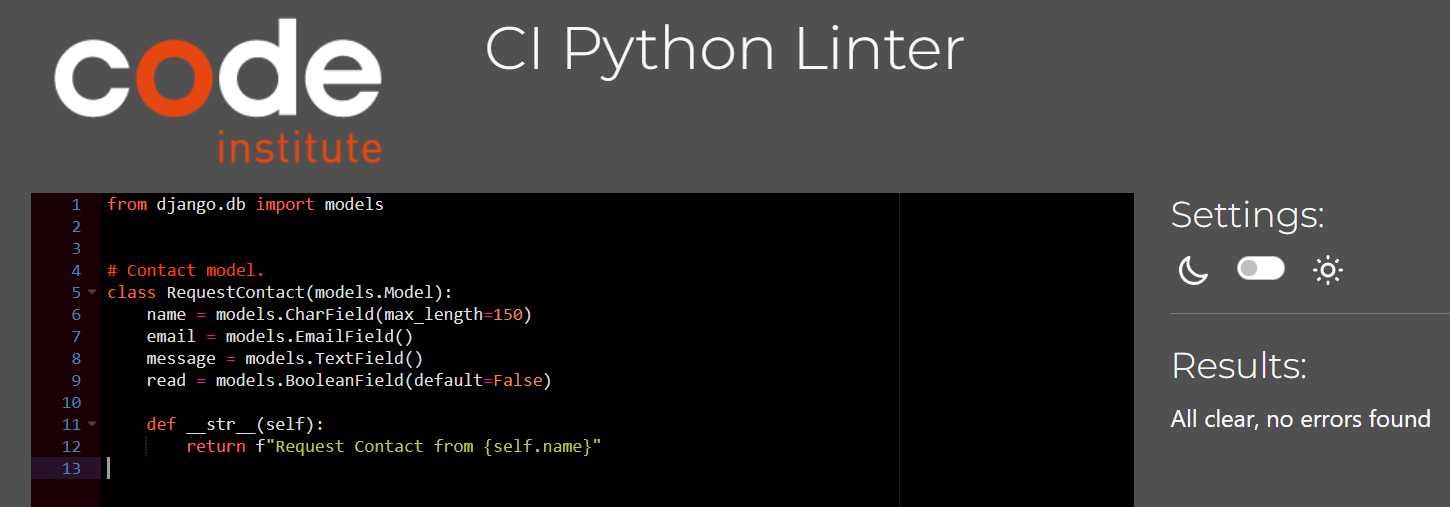 code
institute
CI Python Linter
1 from django.db import models
2
3
4 # Contact model.
5 class RequestContact(models.Model):
6     name = models.CharField(max_length=150)
7     email = models.EmailField()
8     message = models.TextField()
9     read = models.BooleanField(default=False)
10
11     def __str__(self):
12         return f"Request Contact from {self.name}"
13
Settings:
Results:
All clear, no errors found